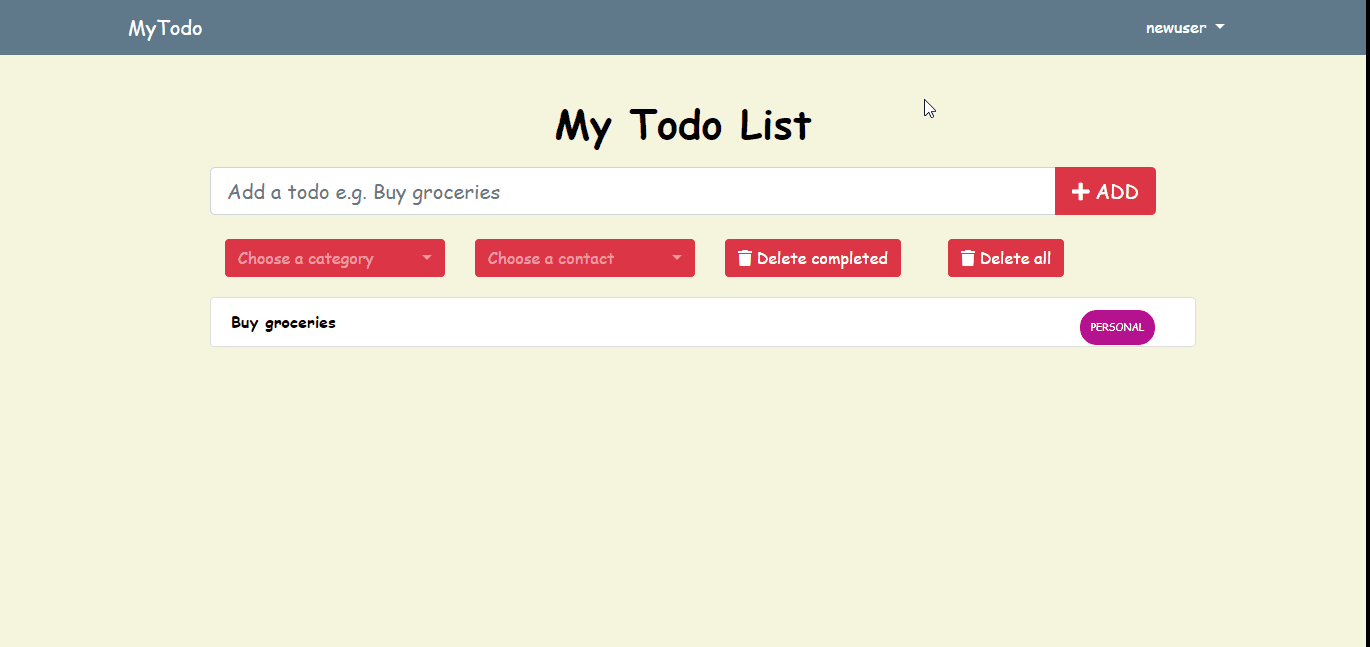 MyTodo newuser
My Todo List
Add a todo e.g. Buy groceries ADD
Choose a category Choose a contact Delete completed Delete all
Buy groceries PERSONAL